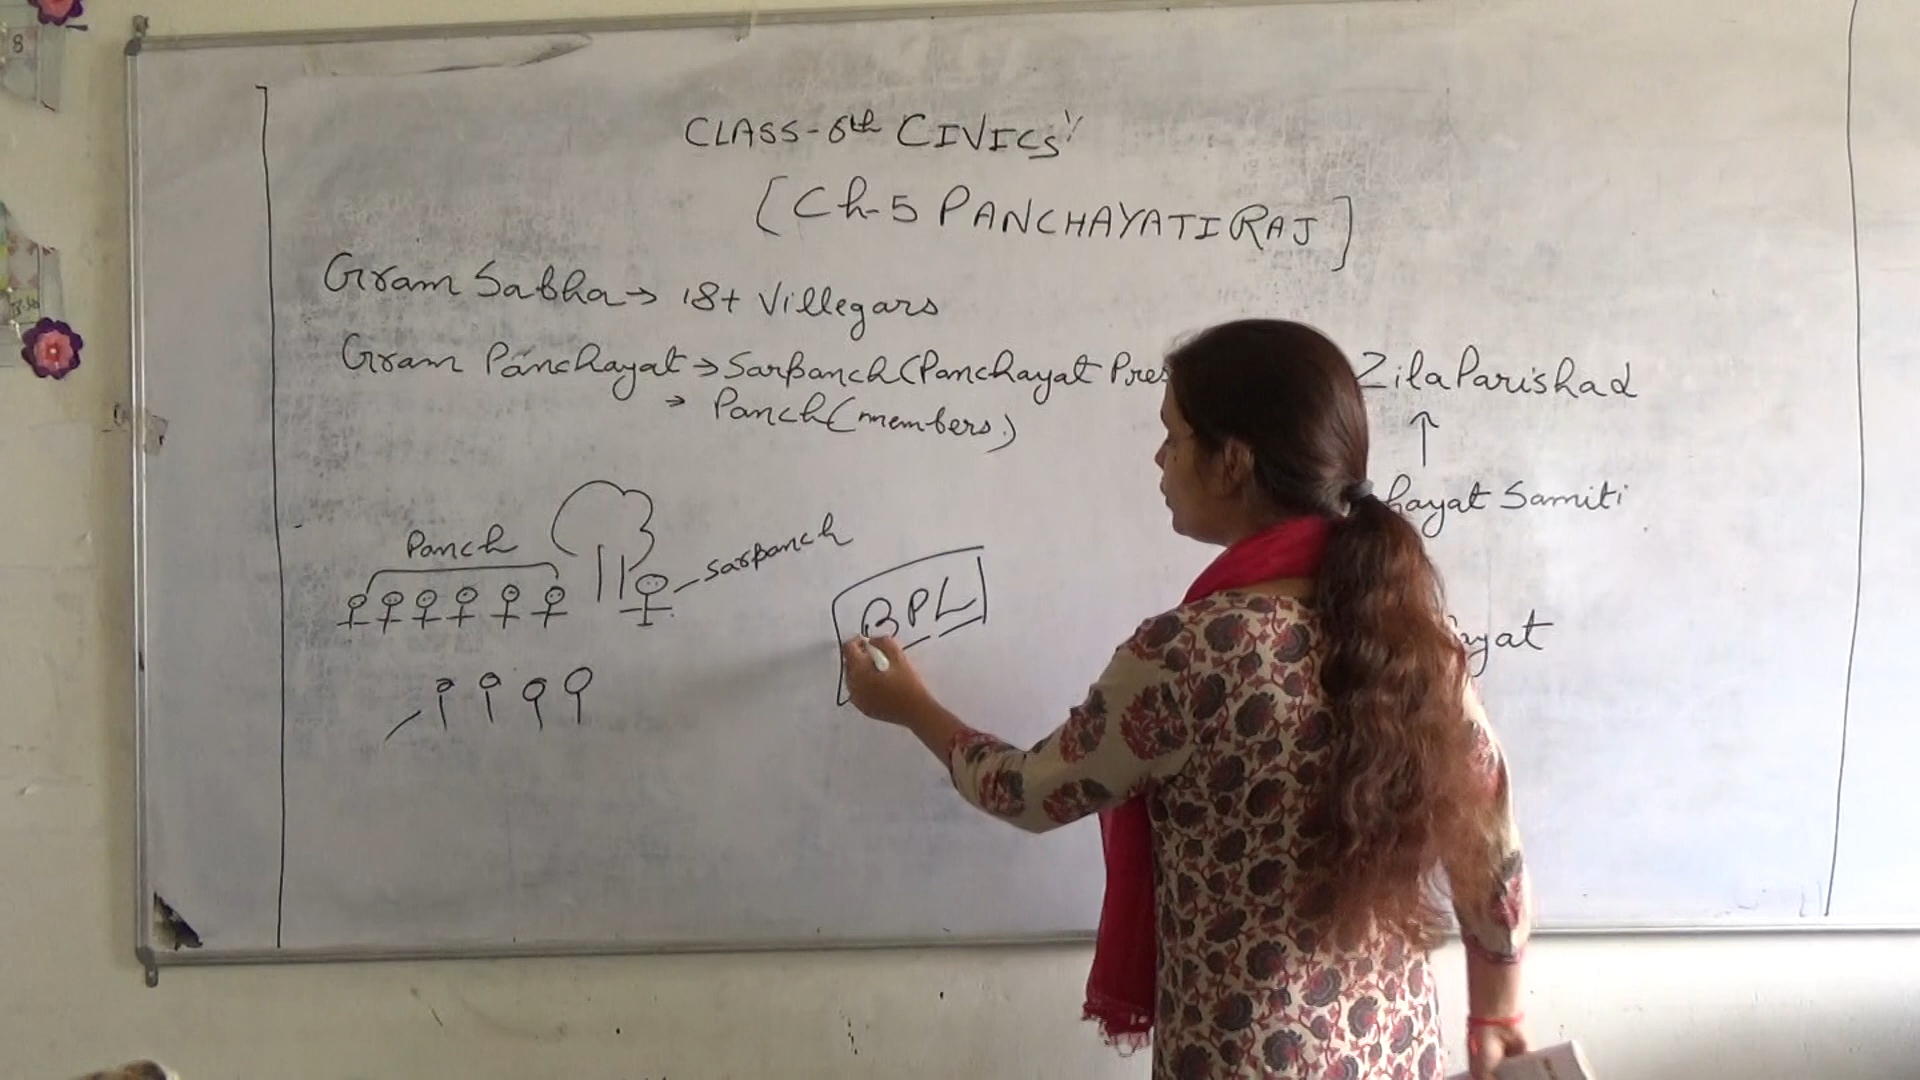 8
CLASS-6th CIVICS
[Ch-5 PANCHAYATI RAJ]
Gram Sabha → 18+ Villegars
Gram Panchayat → Sarpanch (Panchayat Pres
→ Panch (members)
Zila Parishad
↑
hayat Samiti
yat
Panch
Sarpanch
BPL